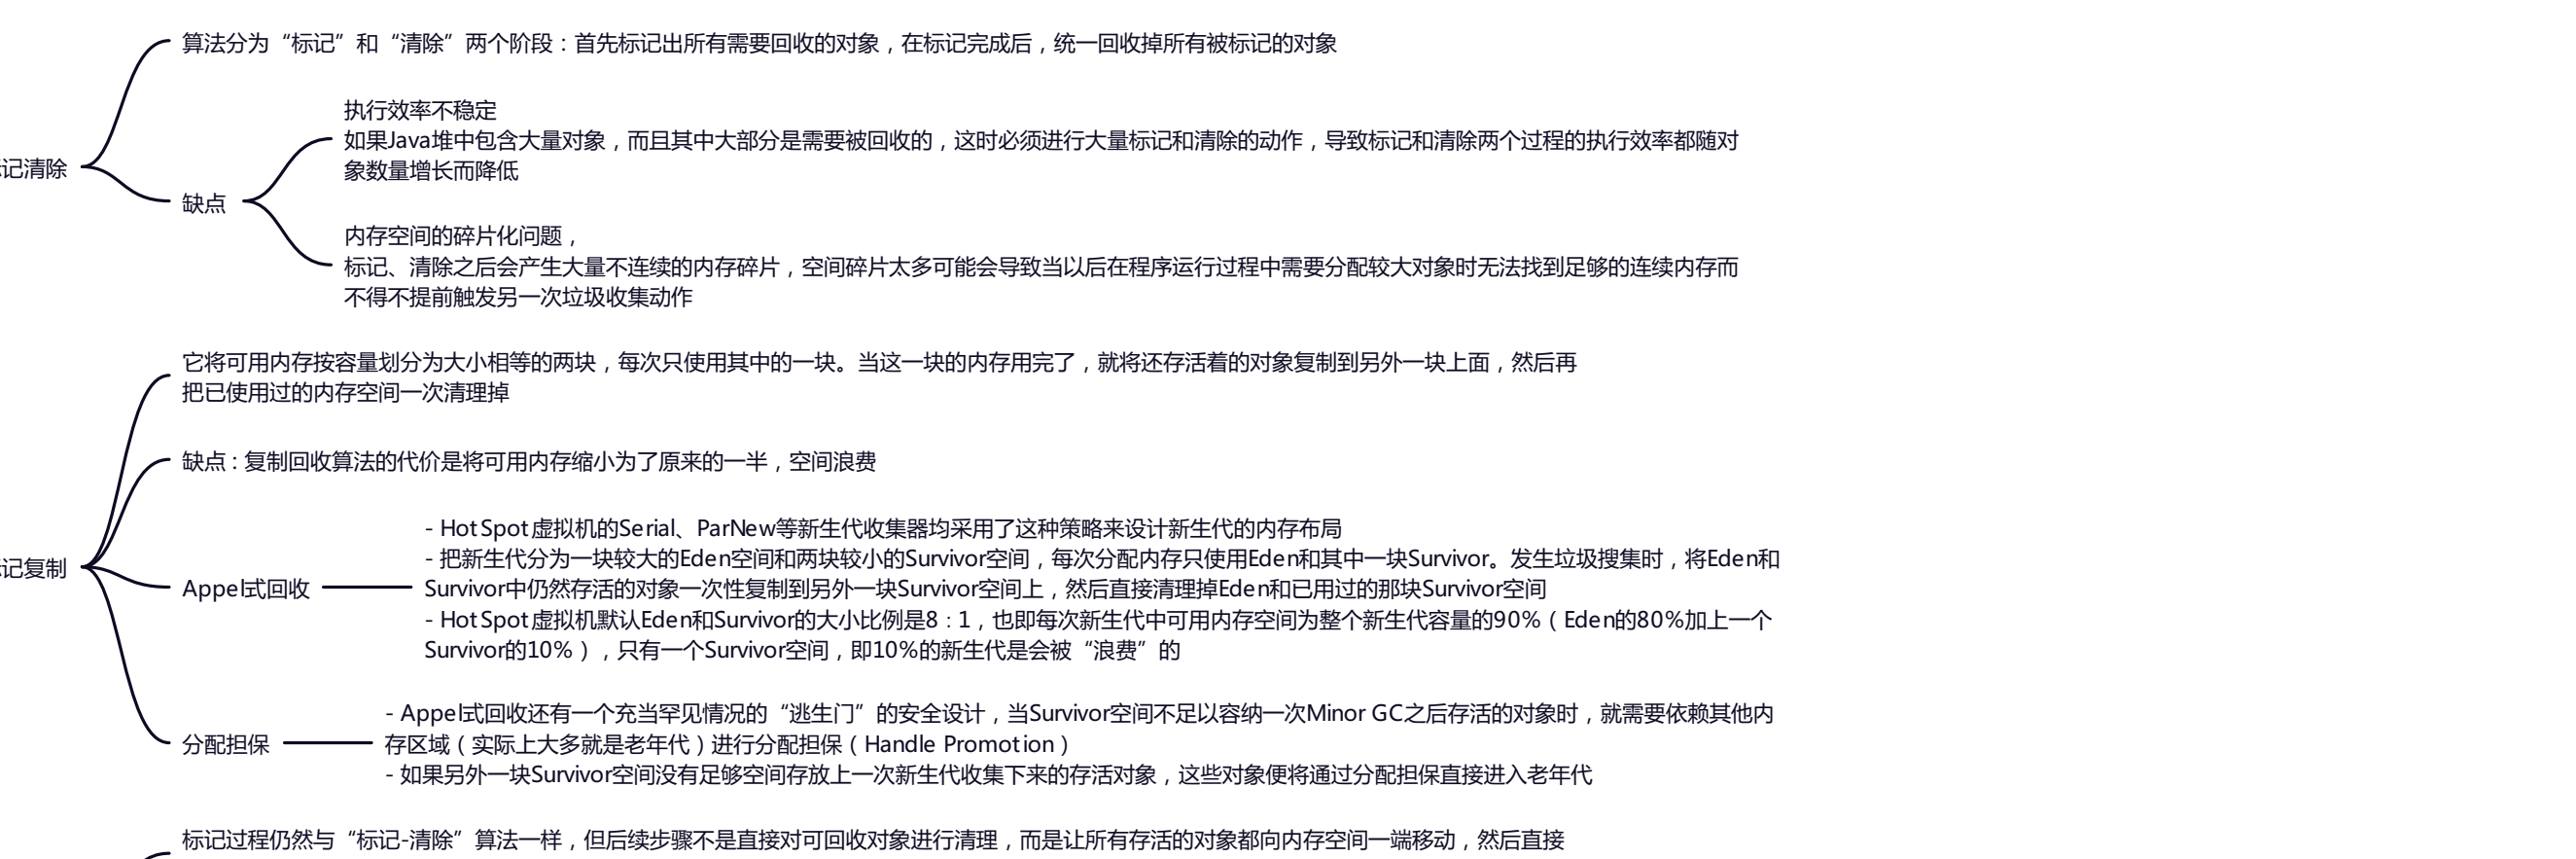 算法分为“标记”和“清除”两个阶段：首先标记出所有需要回收的对象，在标记完成后，统一回收掉所有被标记的对象
记清除
执行效率不稳定
如果Java堆中包含大量对象，而且其中大部分是需要被回收的，这时必须进行大量标记和清除的动作，导致标记和清除两个过程的执行效率都随对
象数量增长而降低
缺点
内存空间的碎片化问题，
标记、清除之后会产生大量不连续的内存碎片，空间碎片太多可能会导致当以后在程序运行过程中需要分配较大对象时无法找到足够的连续内存而
不得不提前触发另一次垃圾收集动作
它将可用内存按容量划分为大小相等的两块，每次只使用其中的一块。当这一块的内存用完了，就将还存活着的对象复制到另外一块上面，然后再
把已使用过的内存空间一次清理掉
缺点：复制回收算法的代价是将可用内存缩小为了原来的一半，空间浪费
记复制
Appel式回收
- HotSpot虚拟机的Serial、ParNew等新生代收集器均采用了这种策略来设计新生代的内存布局
- 把新生代分为一块较大的Eden空间和两块较小的Survivor空间，每次分配内存只使用Eden和其中一块Survivor。发生垃圾搜集时，将Eden和
Survivor中仍然存活的对象一次性复制到另外一块Survivor空间上，然后直接清理掉Eden和已用过的那块Survivor空间
- HotSpot虚拟机默认Eden和Survivor的大小比例是8：1，也即每次新生代中可用内存空间为整个新生代容量的90%（Eden的80%加上一个
Survivor的10%），只有一个Survivor空间，即10%的新生代是会被“浪费”的
分配担保
- Appel式回收还有一个充当罕见情况的“逃生门”的安全设计，当Survivor空间不足以容纳一次Minor GC之后存活的对象时，就需要依赖其他内
存区域（实际上大多就是老年代）进行分配担保（Handle Promotion）
- 如果另外一块Survivor空间没有足够空间存放上一次新生代收集下来的存活对象，这些对象便将通过分配担保直接进入老年代
标记过程仍然与“标记-清除”算法一样，但后续步骤不是直接对可回收对象进行清理，而是让所有存活的对象都向内存空间一端移动，然后直接